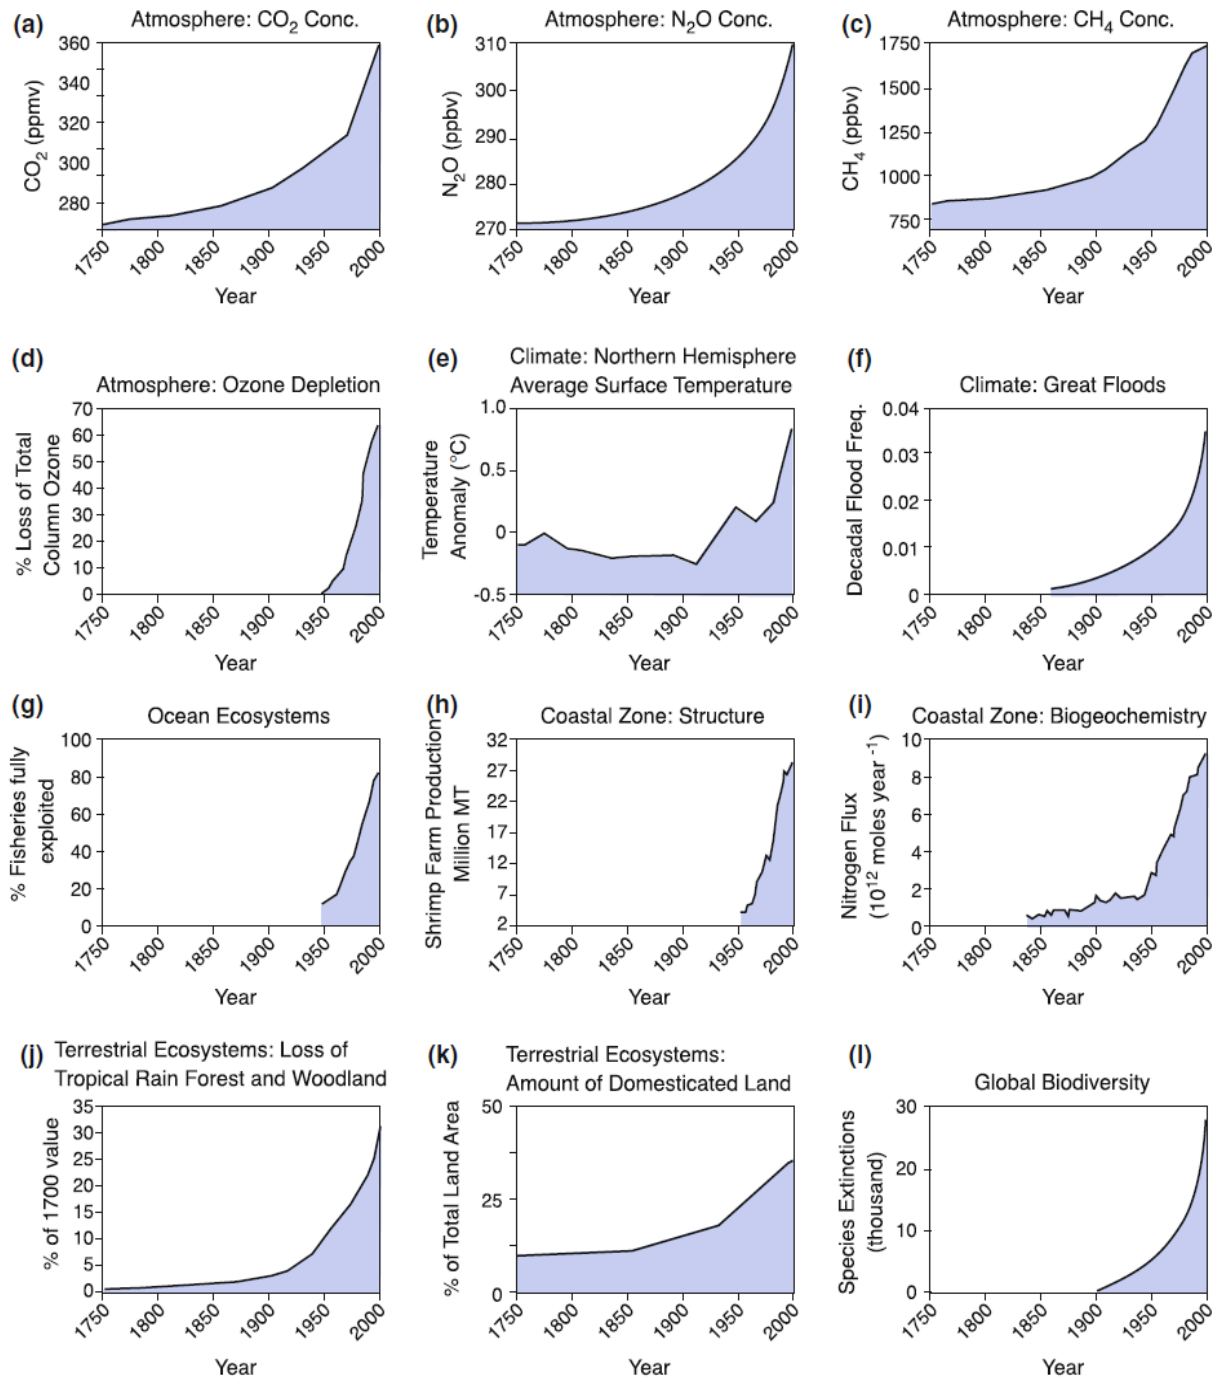 (a)
Atmosphere: CO₂ Conc.
CO₂ (ppmv)
360
340
320
300
280
1750
1800
1850
1900
1950
2000
Year
(b)
Atmosphere: N₂O Conc.
N₂O (ppbv)
310
300
290
280
270
1750
1800
1850
1900
1950
2000
Year
(c)
Atmosphere: CH₄ Conc.
CH₄ (ppbv)
1750
1500
1250
1000
750
1750
1800
1850
1900
1950
2000
Year
(d)
Atmosphere: Ozone Depletion
% Loss of Total
Column Ozone
70
60
50
40
30
20
10
0
1750
1800
1850
1900
1950
2000
Year
(e)
Climate: Northern Hemisphere
Average Surface Temperature
Temperature
Anomaly (°C)
1.0
0.5
0
-0.5
1750
1800
1850
1900
1950
2000
Year
(f)
Climate: Great Floods
Decadal Flood Freq.
0.04
0.03
0.02
0.01
0
1750
1800
1850
1900
1950
2000
Year
(g)
Ocean Ecosystems
% Fisheries fully
exploited
100
80
60
40
20
0
1750
1800
1850
1900
1950
2000
Year
(h)
Coastal Zone: Structure
Shrimp Farm Production
Million MT
32
27
22
17
12
7
2
1750
1800
1850
1900
1950
2000
Year
(i)
Coastal Zone: Biogeochemistry
Nitrogen Flux
(10¹² moles year ⁻¹)
10
8
6
4
2
0
1750
1800
1850
1900
1950
2000
Year
(j)
Terrestrial Ecosystems: Loss of
Tropical Rain Forest and Woodland
% of 1700 value
35
30
25
20
15
10
5
0
1750
1800
1850
1900
1950
2000
Year
(k)
Terrestrial Ecosystems:
Amount of Domesticated Land
% of Total Land Area
50
25
0
1750
1800
1850
1900
1950
2000
Year
(l)
Global Biodiversity
Species Extinctions
(thousand)
30
20
10
0
1750
1800
1850
1900
1950
2000
Year